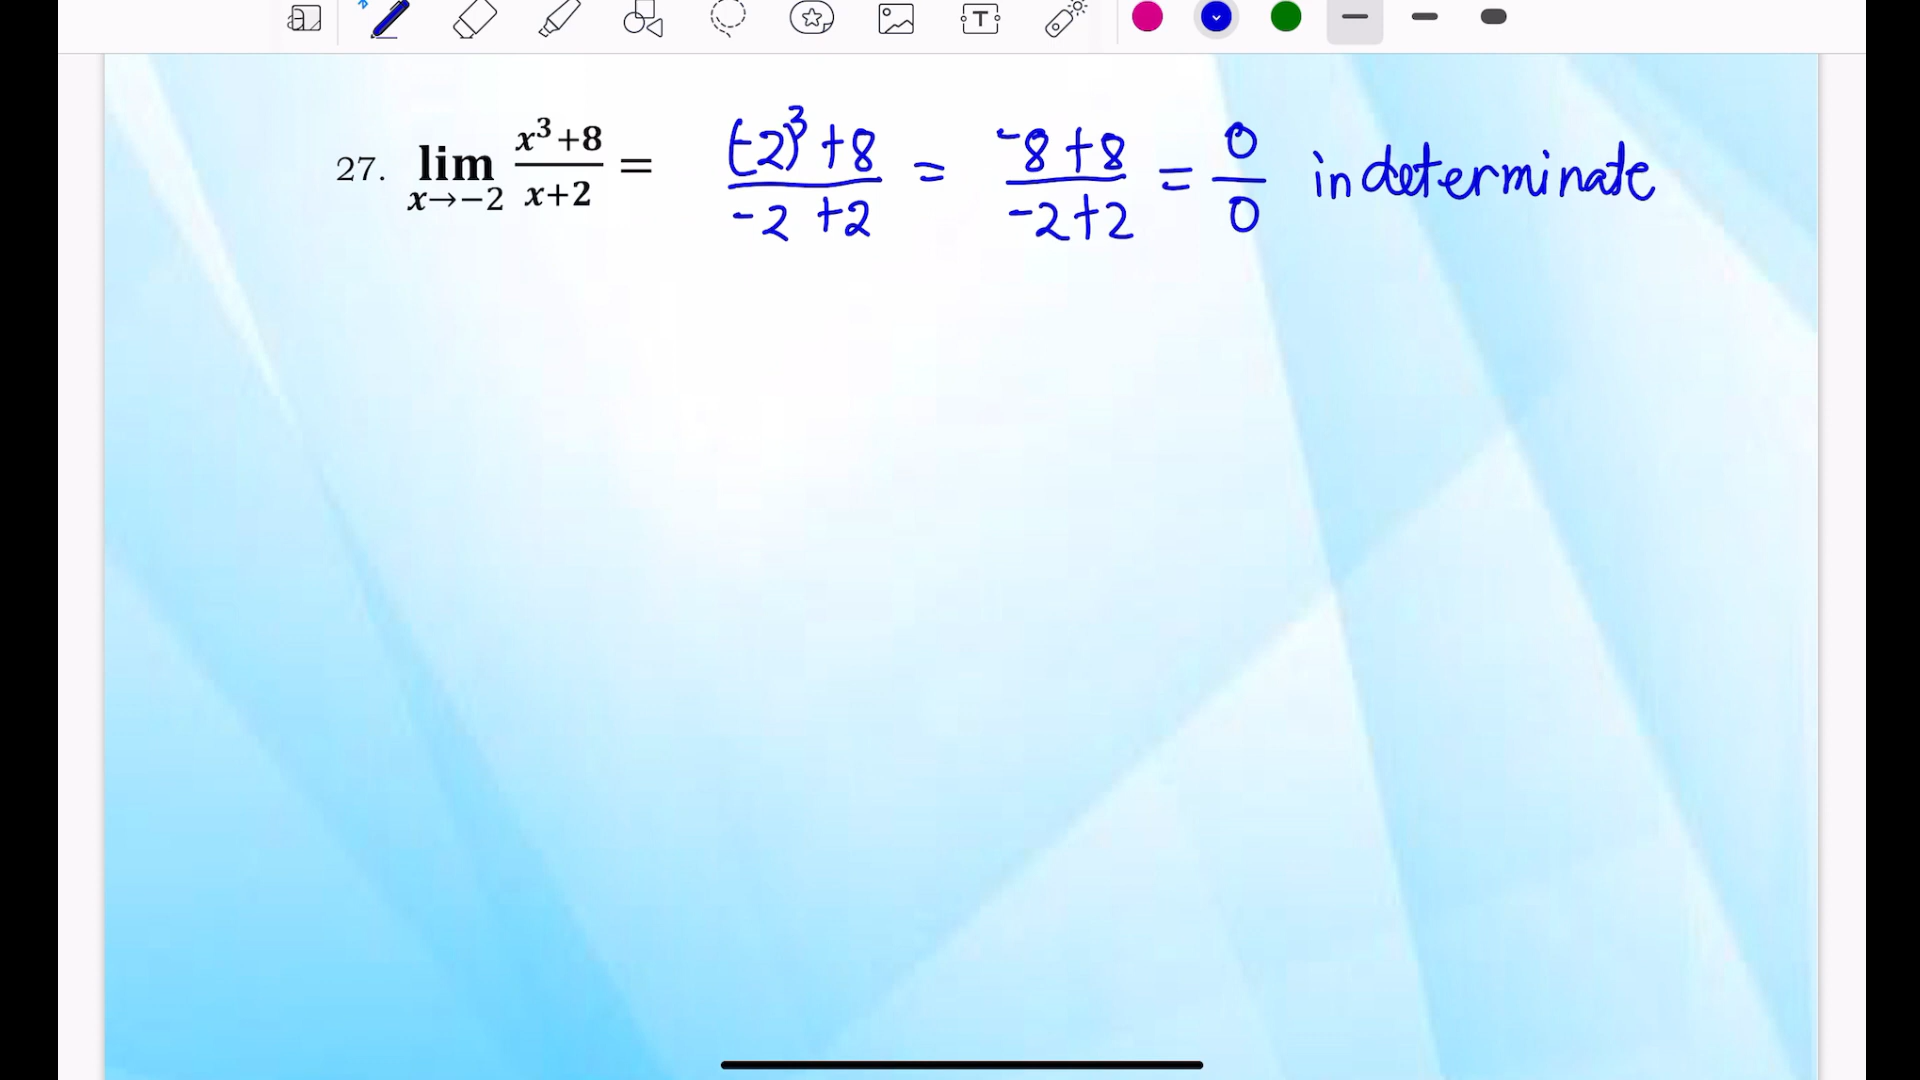 27. lim x→−2 x³+8 / x+2 = (-2)³ +8 / -2 +2 = -8+8 / -2+2 = 0/0 indeterminate